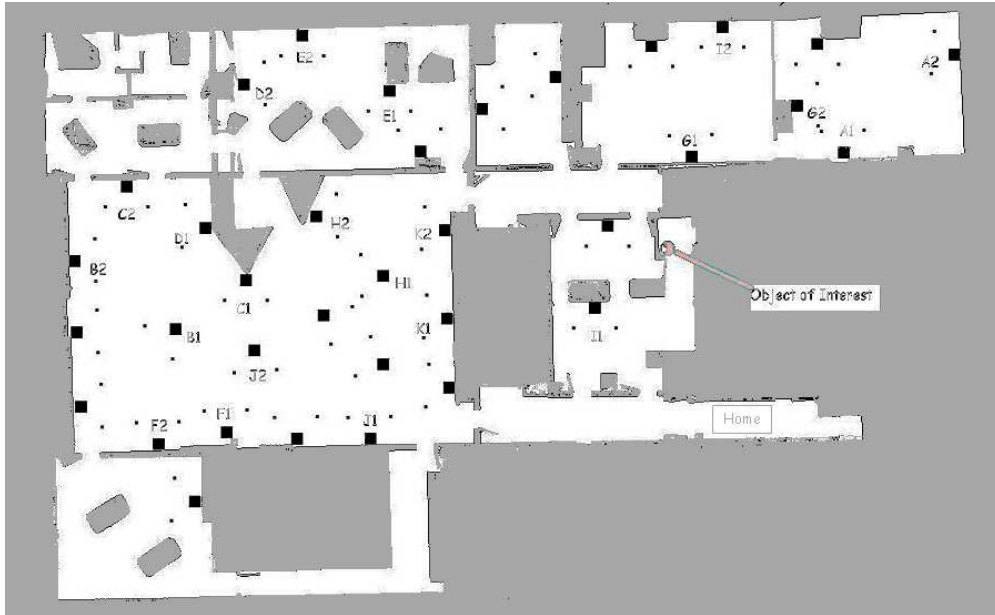 I2
E2
A2
D2
E1
G2
A1
G1
C2
H2
D1
K2
B2
H1
C1
Object of Interest
K1
B1
I1
J2
F1
F2
J1
Home